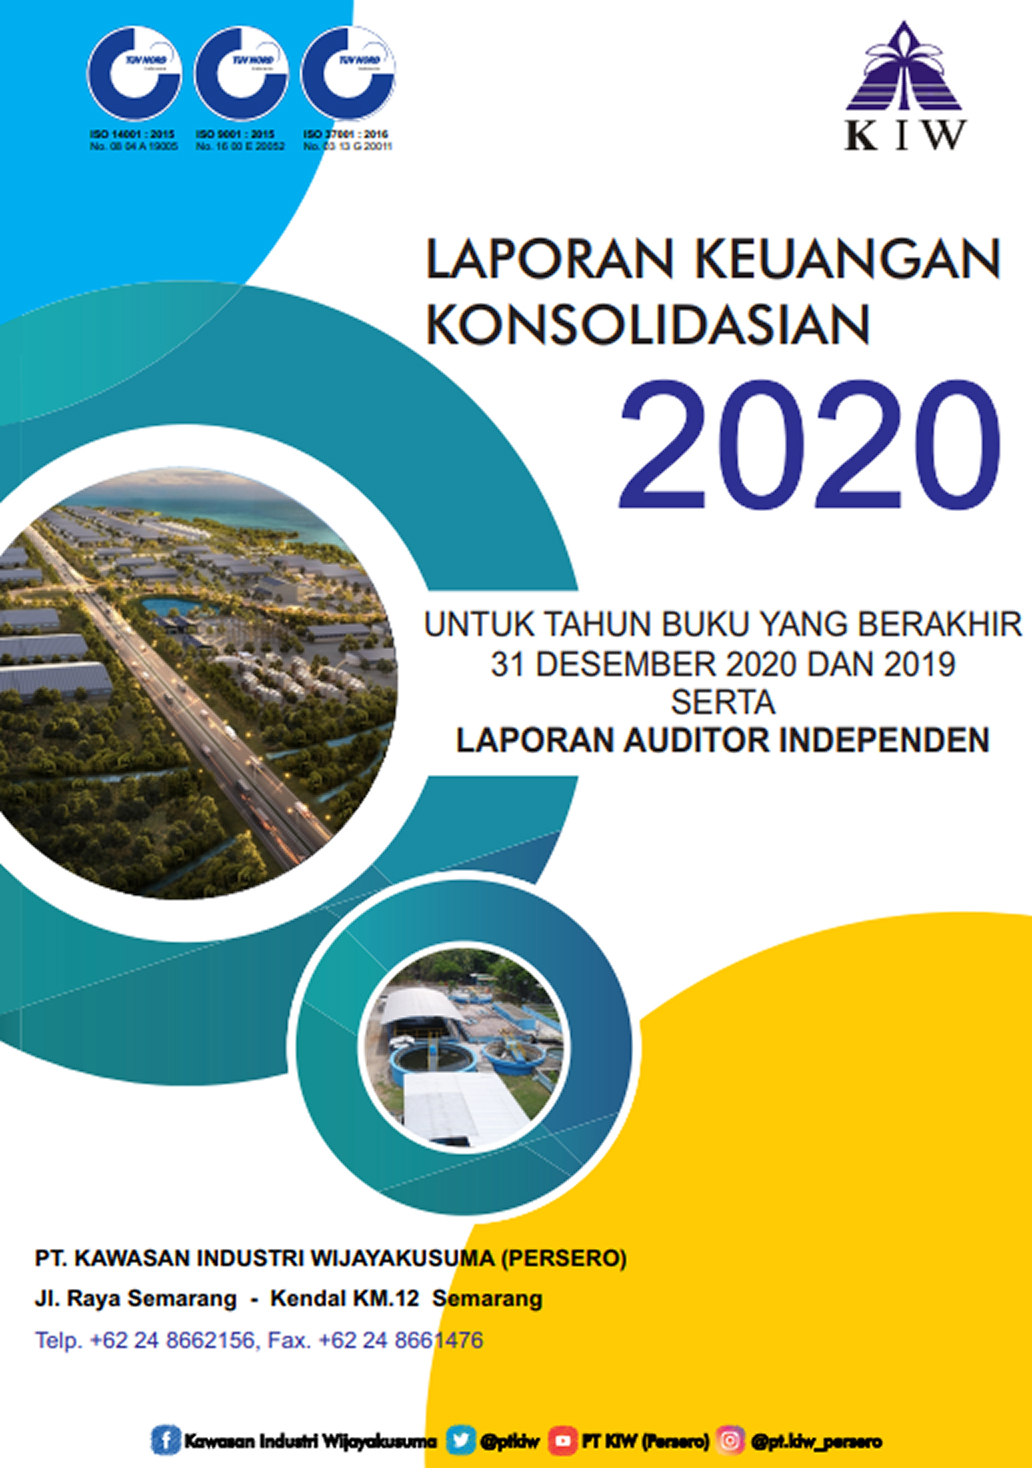 TUV NORD
TUV NORD
TUV NORD
ISO 14001 : 2015
No. 08 04 A 19005
ISO 9001 : 2015
No. 16 00 E 20052
ISO 37001 : 2016
No. 03 13 G 20011
K I W
LAPORAN KEUANGAN
KONSOLIDASIAN
2020
UNTUK TAHUN BUKU YANG BERAKHIR
31 DESEMBER 2020 DAN 2019
SERTA
LAPORAN AUDITOR INDEPENDEN
PT. KAWASAN INDUSTRI WIJAYAKUSUMA (PERSERO)
Jl. Raya Semarang - Kendal KM.12 Semarang
Telp. +62 24 8662156, Fax. +62 24 8661476
Kawasan Industri Wijayakusuma @ptkiw PT KIW (Persero) @pt.kiw_persero